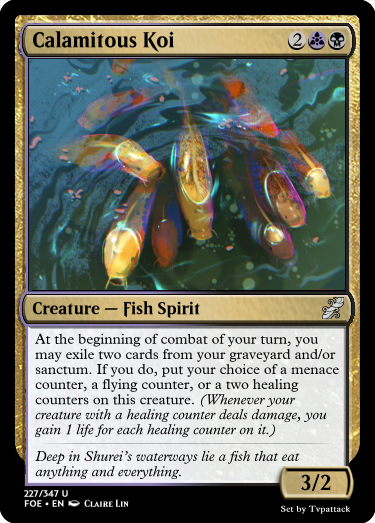 Calamitous Koi
2
Creature — Fish Spirit
At the beginning of combat of your turn, you
may exile two cards from your graveyard and/or
sanctum. If you do, put your choice of a menace
counter, a flying counter, or a two healing
counters on this creature. (Whenever your
creature with a healing counter deals damage, you
gain 1 life for each healing counter on it.)
Deep in Shurei's waterways lie a fish that eat
anything and everything.
3/2
227/347 U
FOE • EN Claire Lin
Set by Tvpattack